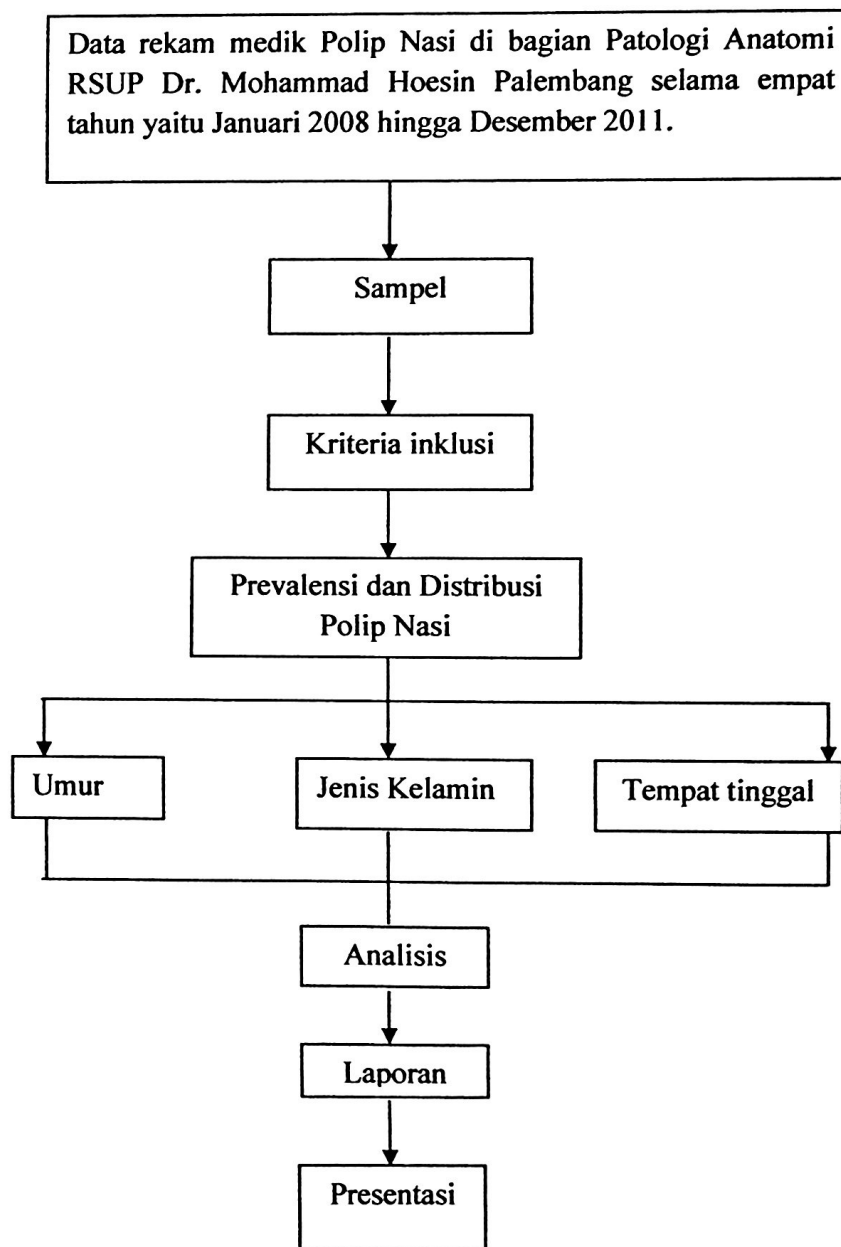 Data rekam medik Polip Nasi di bagian Patologi Anatomi
RSUP Dr. Mohammad Hoesin Palembang selama empat
tahun yaitu Januari 2008 hingga Desember 2011.
Sampel
Kriteria inklusi
Prevalensi dan Distribusi
Polip Nasi
Umur
Jenis Kelamin
Tempat tinggal
Analisis
Laporan
Presentasi